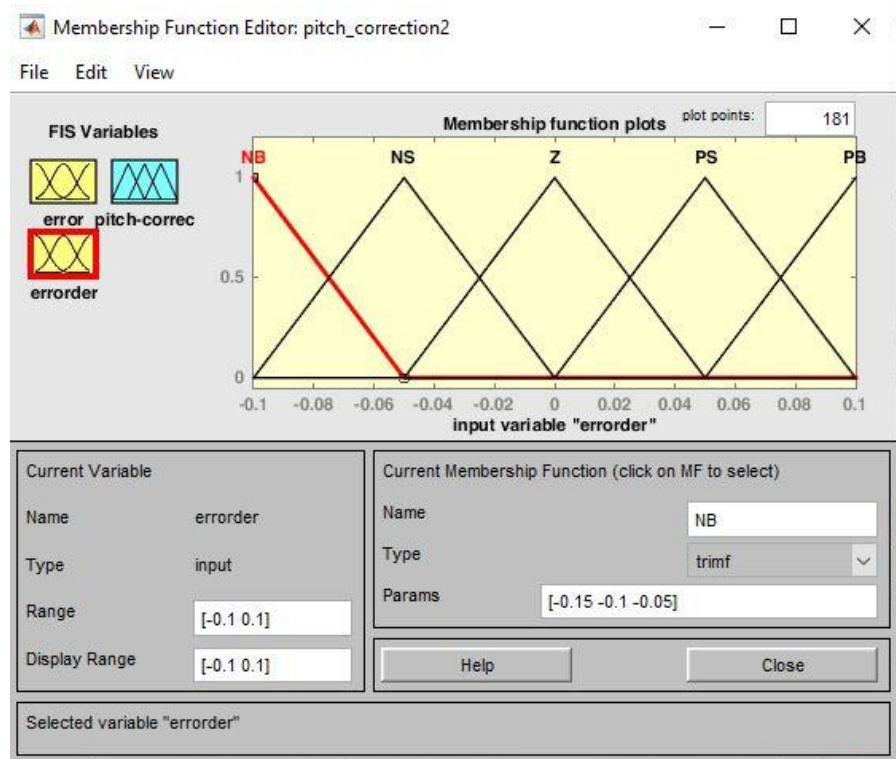 Membership Function Editor: pitch_correction2
File Edit View
FIS Variables
error pitch-correc
errorder
Membership function plots
plot points: 181
NB NS Z PS PB
1
0.5
0
-0.1 -0.08 -0.06 -0.04 -0.02 0 0.02 0.04 0.06 0.08 0.1
input variable "errorder"
Current Variable
Name errorder
Type input
Range [-0.1 0.1]
Display Range [-0.1 0.1]
Current Membership Function (click on MF to select)
Name NB
Type trimf
Params [-0.15 -0.1 -0.05]
Help Close
Selected variable "errorder"